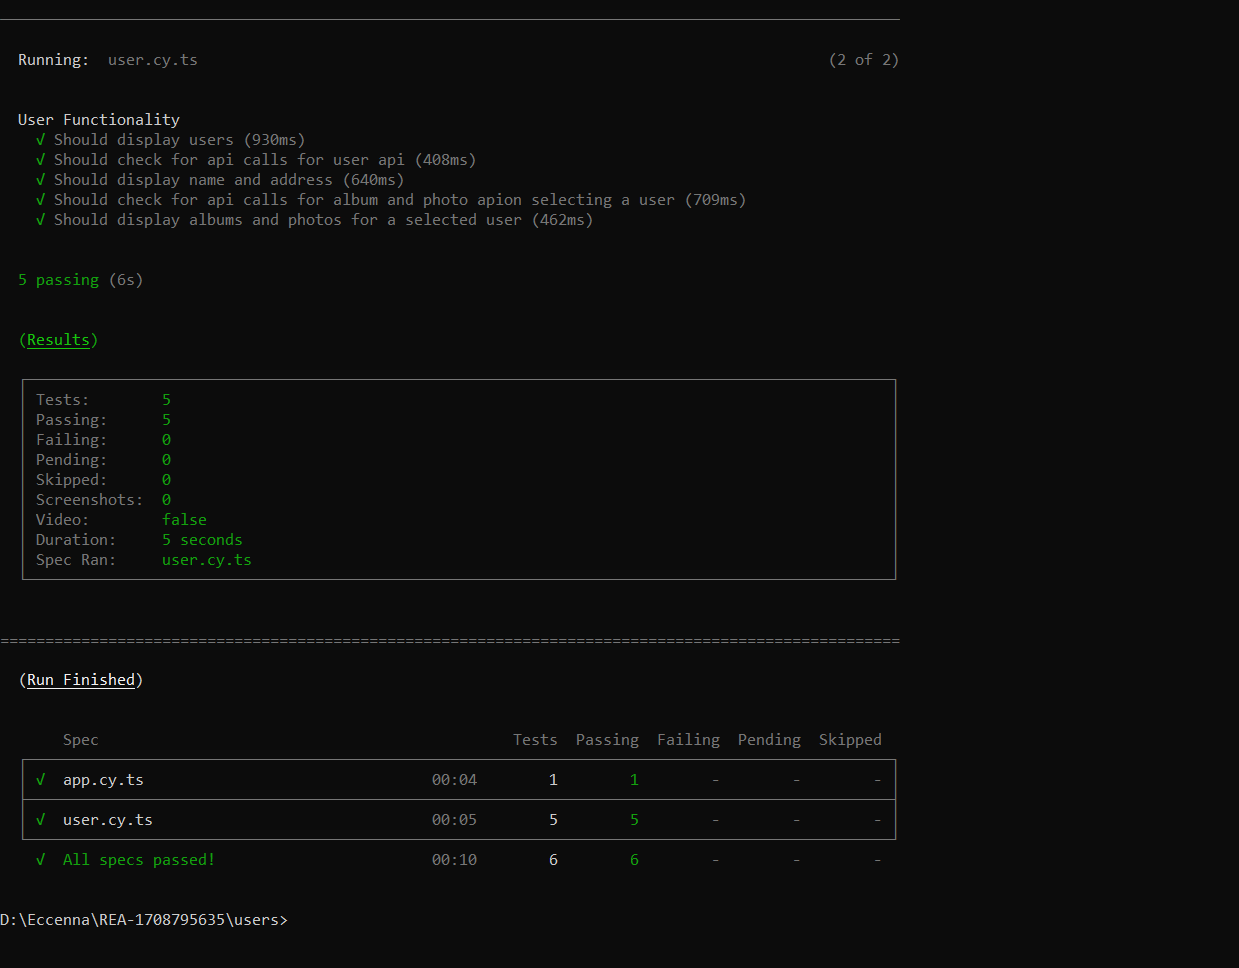 Running:  user.cy.ts (2 of 2)
User Functionality
√ Should display users (930ms)
√ Should check for api calls for user api (408ms)
√ Should display name and address (640ms)
√ Should check for api calls for album and photo apion selecting a user (709ms)
√ Should display albums and photos for a selected user (462ms)
5 passing (6s)
(Results)
Tests: 5
Passing: 5
Failing: 0
Pending: 0
Skipped: 0
Screenshots: 0
Video: false
Duration: 5 seconds
Spec Ran: user.cy.ts
====================================================================================================
(Run Finished)
Spec Tests Passing Failing Pending Skipped
√ app.cy.ts 00:04 1 1 - - -
√ user.cy.ts 00:05 5 5 - - -
√ All specs passed! 00:10 6 6 - - -
D:\Eccenna\REA-1708795635\users>